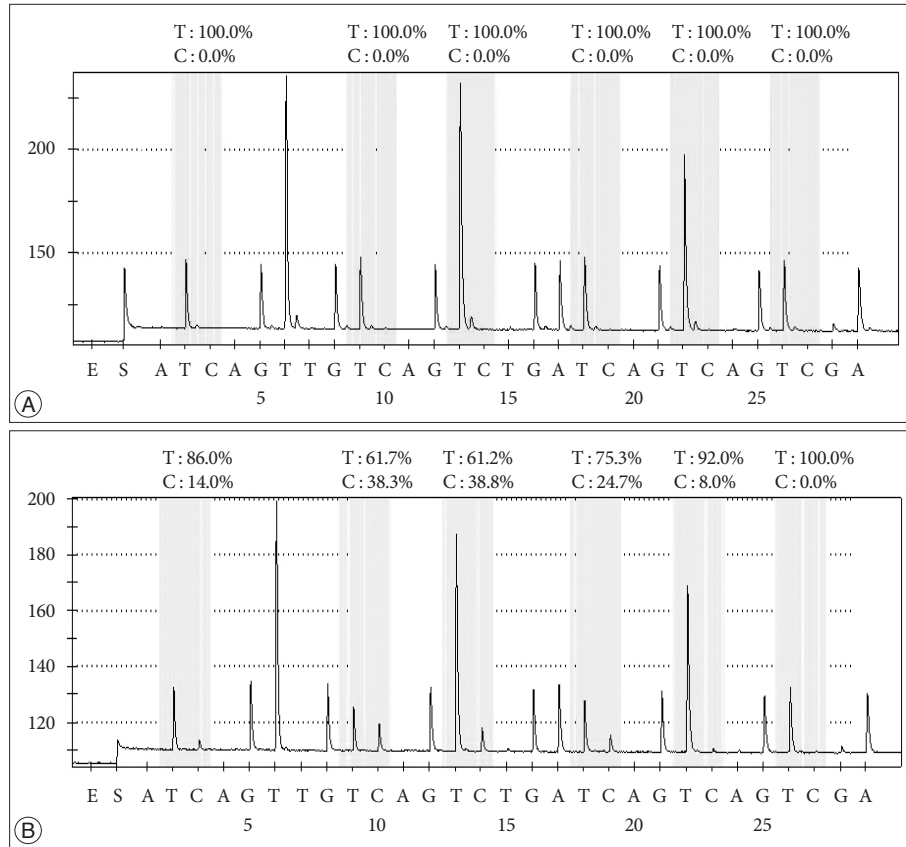 T : 100.0% T : 100.0% T : 100.0% T : 100.0% T : 100.0% T : 100.0%
C : 0.0% C : 0.0% C : 0.0% C : 0.0% C : 0.0% C : 0.0%
200
150
E S A T C A G T T G T C A G T C T G A T C A G T C A G T C G A
5 10 15 20 25
A
T : 86.0% T : 61.7% T : 61.2% T : 75.3% T : 92.0% T : 100.0%
C : 14.0% C : 38.3% C : 38.8% C : 24.7% C : 8.0% C : 0.0%
200
180
160
140
120
E S A T C A G T T G T C A G T C T G A T C A G T C A G T C G A
5 10 15 20 25
B